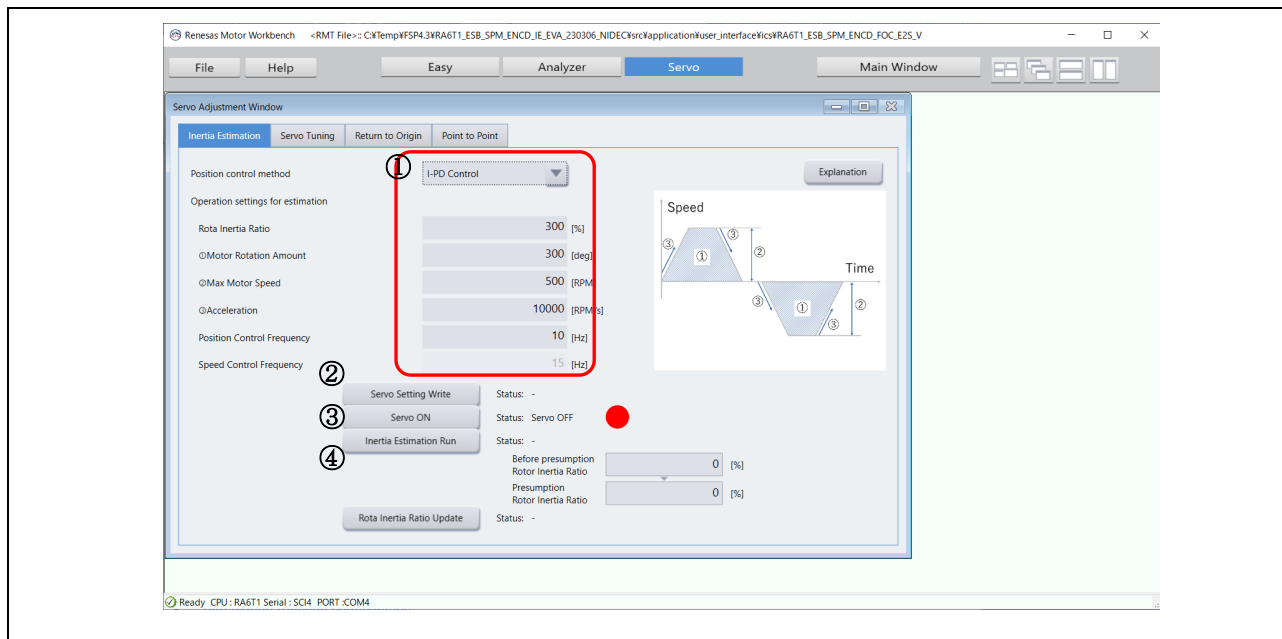 Renesas Motor Workbench <RMT File>:: C:¥Temp¥FSP4.3¥RA6T1_ESB_SPM_ENCD_IE_EVA_230306_NIDEC¥src¥application¥user_interface¥ics¥RA6T1_ESB_SPM_ENCD_FOC_E2S_V
File Help Easy Analyzer Servo Main Window
Servo Adjustment Window
Inertia Estimation Servo Tuning Return to Origin Point to Point
①
Position control method I-PD Control Explanation
Operation settings for estimation
Rota Inertia Ratio 300 [%]
①Motor Rotation Amount 300 [deg]
②Max Motor Speed 500 [RPM
③Acceleration 10000 [RPM/s]
Position Control Frequency 10 [Hz]
Speed Control Frequency 15 [Hz]
Speed
③ ① ③ ②
Time
③ ① ③ ②
②
Servo Setting Write Status: -
③ Servo ON Status: Servo OFF
④ Inertia Estimation Run Status: -
Before presumption
Rotor Inertia Ratio 0 [%]
Presumption
Rotor Inertia Ratio 0 [%]
Rota Inertia Ratio Update Status: -
Ready CPU : RA6T1 Serial : SCI4 PORT :COM4